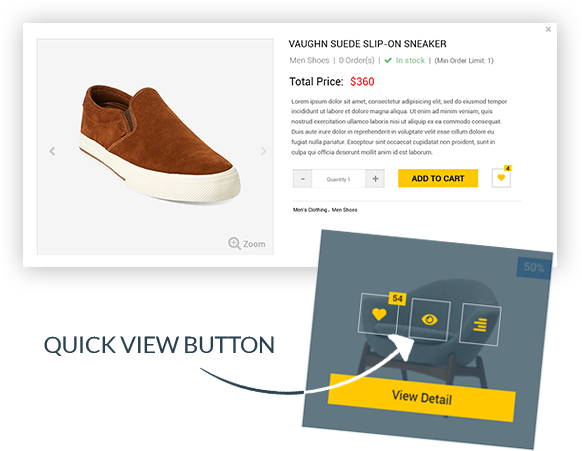 VAUGHN SUEDE SLIP-ON SNEAKER
Men Shoes | 0 Order(s) | In stock | (Min Order Limit: 1)
Total Price: $360
Lorem ipsum dolor sit amet, consectetur adipisicing elit, sed do eiusmod tempor
incididunt ut labore et dolore magna aliqua. Ut enim ad minim veniam, quis
nostrud exercitation ullamco laboris nisi ut aliquip ex ea commodo consequat.
Duis aute irure dolor in reprehenderit in voluptate velit esse cillum dolore eu
fugiat nulla pariatur. Excepteur sint occaecat cupidatat non proident, sunt in
culpa qui officia deserunt mollit anim id est laborum.
- Quantity 1 + ADD TO CART 4
Men's Clothing , Men Shoes
Zoom
50%
54
QUICK VIEW BUTTON
View Detail